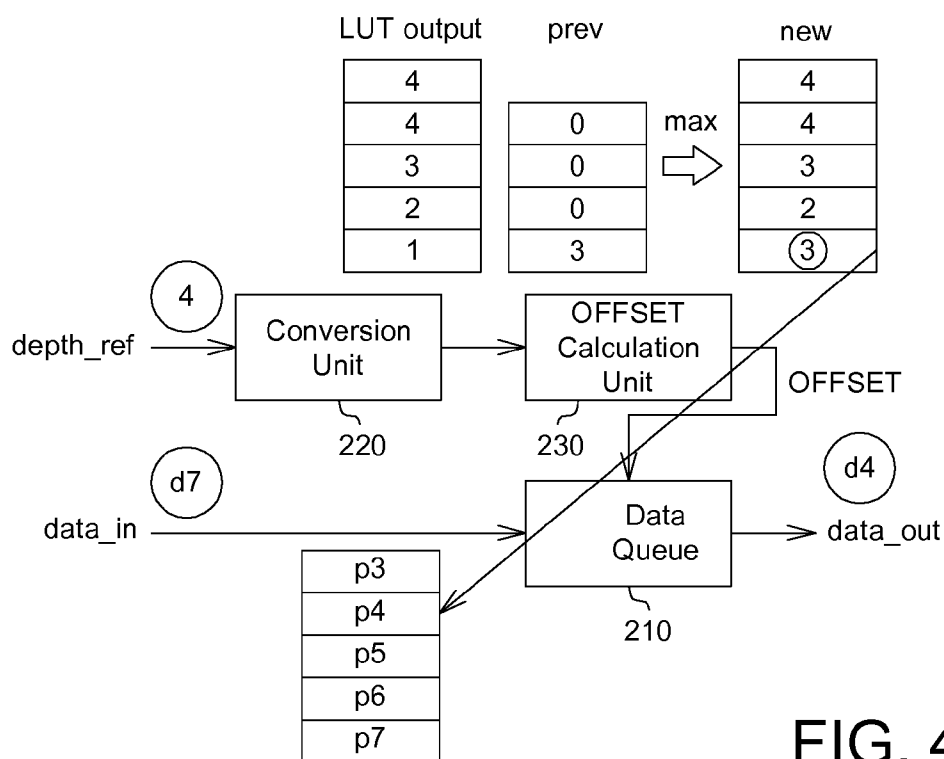 LUT output prev new
4 4
4 0 4
max
3 0 3
2 0 2
1 3 3
4
depth_ref
Conversion
Unit
OFFSET
Calculation
Unit
OFFSET
220
230
d7
d4
data_in
Data
Queue
data_out
210
p3
p4
p5
p6
p7
FIG. 4